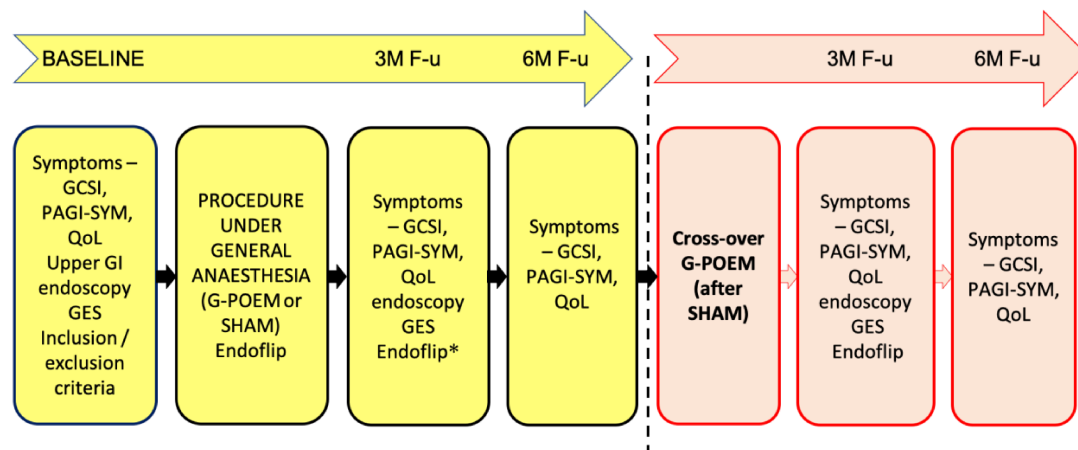 BASELINE
3M F-u
6M F-u
3M F-u
6M F-u
Symptoms –
GCSI,
PAGI-SYM,
QoL
Upper GI
endoscopy
GES
Inclusion /
exclusion
criteria
PROCEDURE
UNDER
GENERAL
ANAESTHESIA
(G-POEM or
SHAM)
Endoflip
Symptoms
– GCSI,
PAGI-SYM,
QoL
endoscopy
GES
Endoflip*
Symptoms
– GCSI,
PAGI-SYM,
QoL
Cross-over
G-POEM
(after
SHAM)
Symptoms
– GCSI,
PAGI-SYM,
QoL
endoscopy
GES
Endoflip
Symptoms
– GCSI,
PAGI-SYM,
QoL